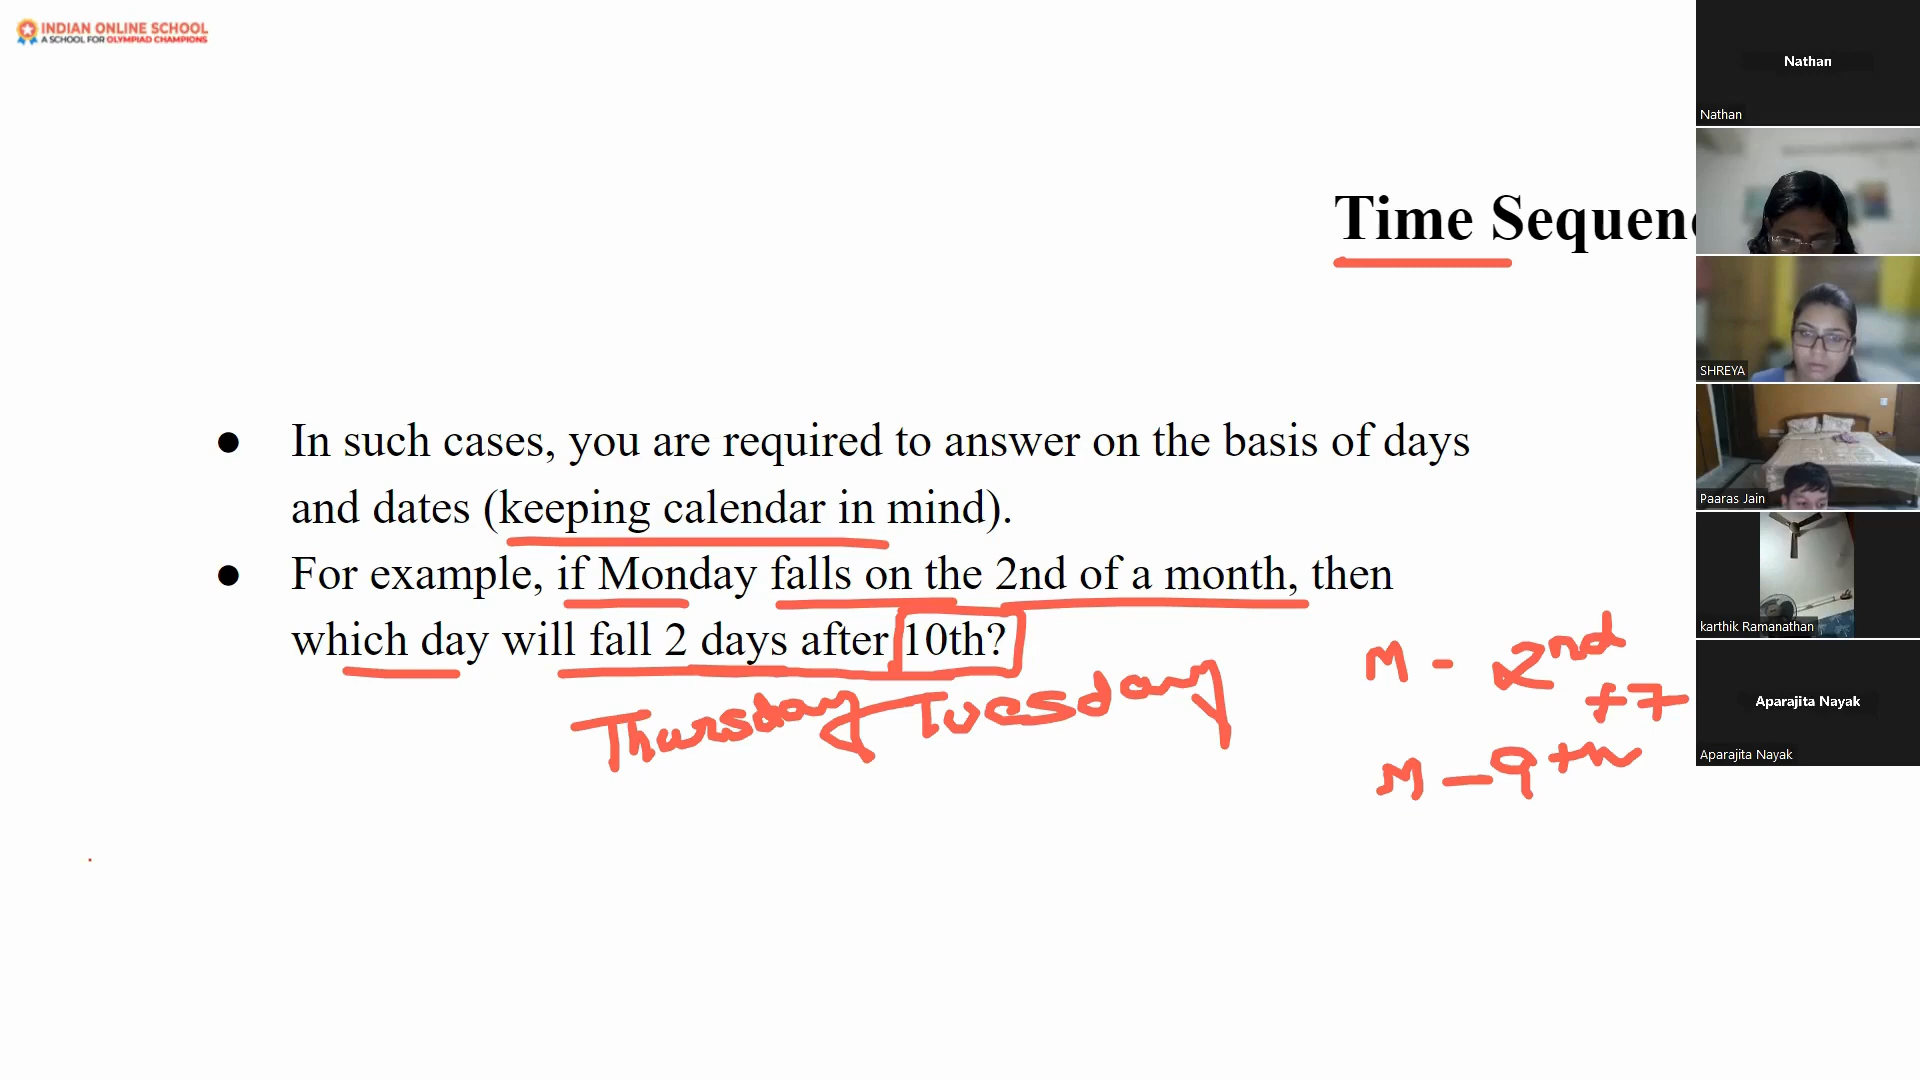 INDIAN ONLINE SCHOOL
A SCHOOL FOR OLYMPIAD CHAMPIONS
Time Sequenc
● In such cases, you are required to answer on the basis of days
and dates (keeping calendar in mind).
● For example, if Monday falls on the 2nd of a month, then
which day will fall 2 days after 10th?
Thursday Tuesday
M - 2nd
+7
M - 9th
Nathan
Nathan
SHREYA
Paaras Jain
karthik Ramanathan
Aparajita Nayak
Aparajita Nayak